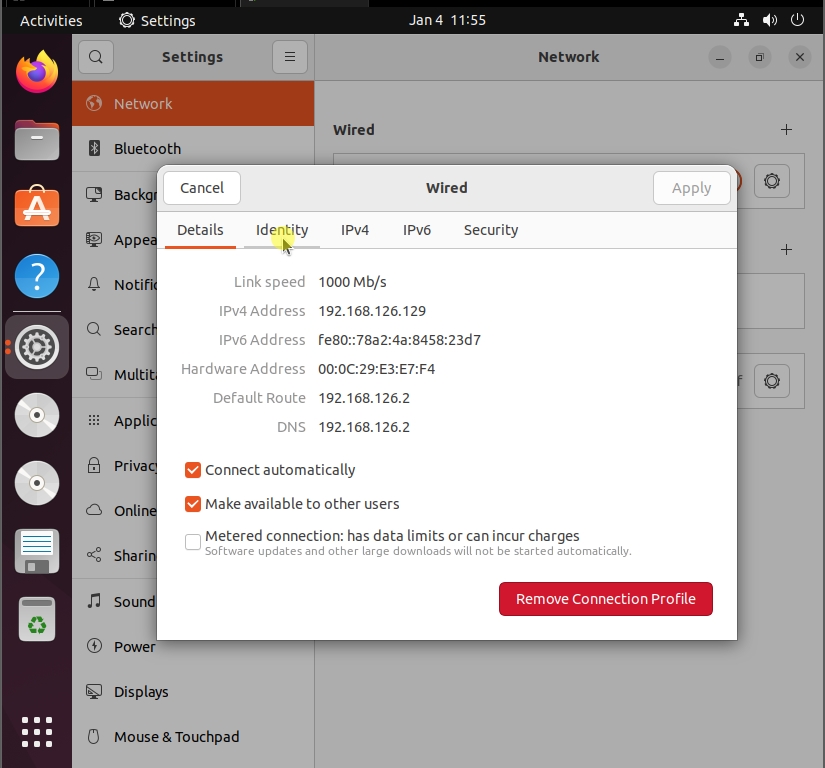 Activities
Settings
Jan 4 11:55
Settings
Network
Network
Bluetooth
Backgr
Appea
Notific
Search
Multita
Applic
Privacy
Online
Sharin
Sound
Power
Displays
Mouse & Touchpad
Wired
Cancel
Wired
Apply
Details
Identity
IPv4
IPv6
Security
Link speed 1000 Mb/s
IPv4 Address 192.168.126.129
IPv6 Address fe80::78a2:4a:8458:23d7
Hardware Address 00:0C:29:E3:E7:F4
Default Route 192.168.126.2
DNS 192.168.126.2
Connect automatically
Make available to other users
Metered connection: has data limits or can incur charges
Software updates and other large downloads will not be started automatically.
Remove Connection Profile